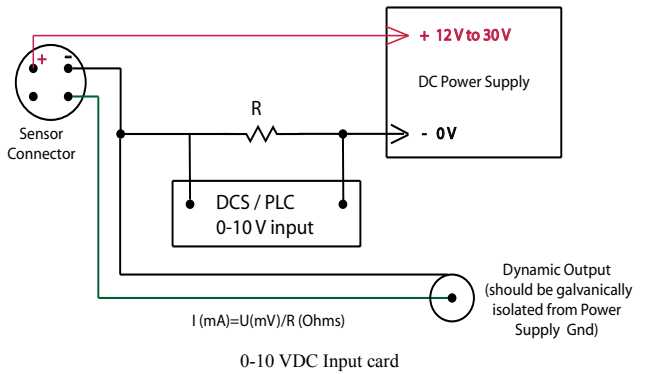 + 12 V to 30 V
+
-
DC Power Supply
R
Sensor
Connector
- 0 V
DCS / PLC
0-10 V input
Dynamic Output
(should be galvanically
isolated from Power
Supply Gnd)
I (mA)=U(mV)/R (Ohms)
0-10 VDC Input card